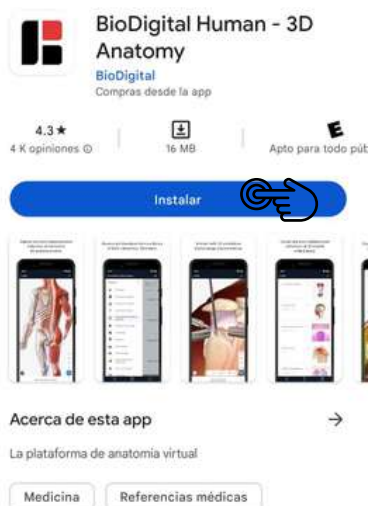 BioDigital Human - 3D
Anatomy
BioDigital
Compras desde la app
4.3★
4 K opiniones
16 MB
Apto para todo púb
Instalar
Acerca de esta app
La plataforma de anatomía virtual
Medicina
Referencias médicas